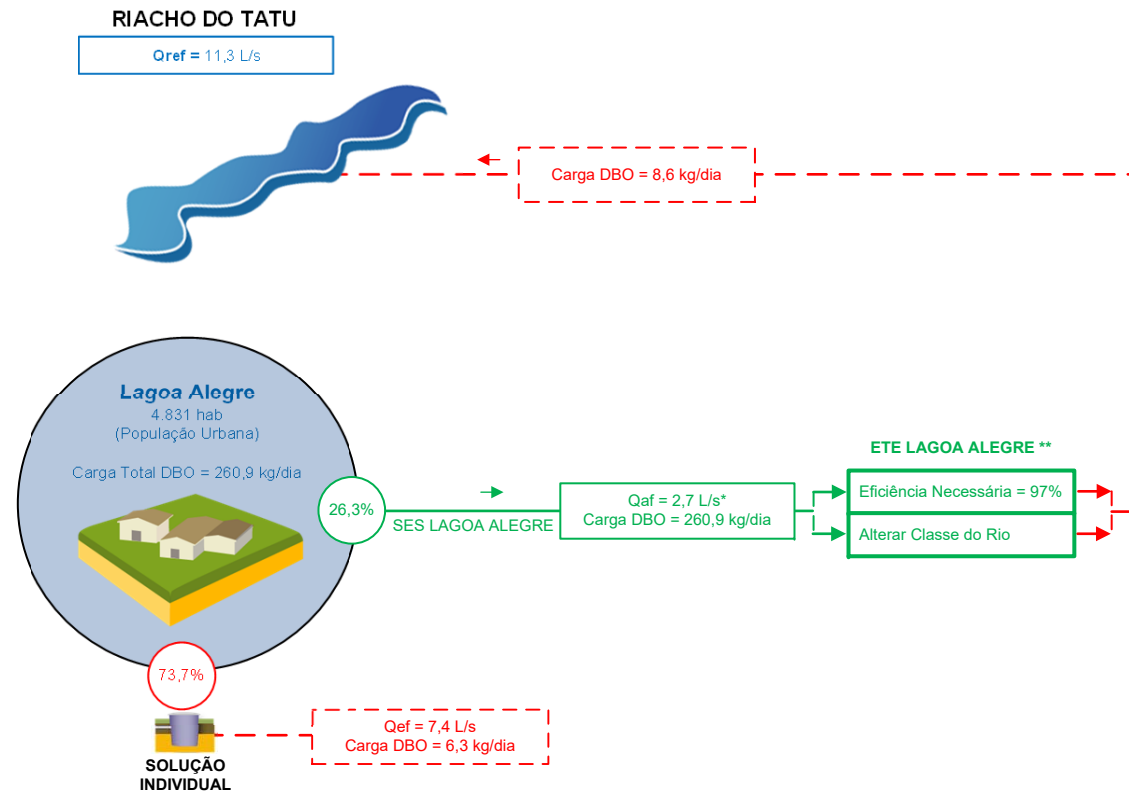 RIACHO DO TATU
Qref = 11,3 L/s
Carga DBO = 8,6 kg/dia
Lagoa Alegre
4.831 hab
(População Urbana)
Carga Total DBO = 260,9 kg/dia
26,3%
SES LAGOA ALEGRE
Qaf = 2,7 L/s*
Carga DBO = 260,9 kg/dia
ETE LAGOA ALEGRE **
Eficiência Necessária = 97%
Alterar Classe do Rio
73,7%
Qef = 7,4 L/s
Carga DBO = 6,3 kg/dia
SOLUÇÃO
INDIVIDUAL